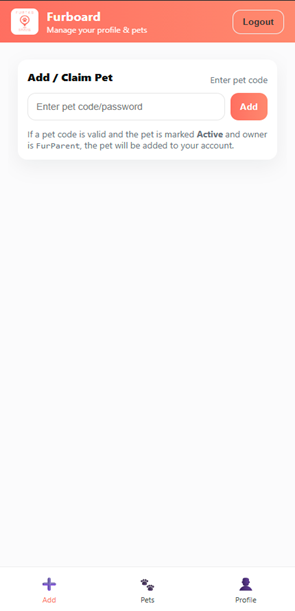 Furboard
Manage your profile & pets
Logout
Add / Claim Pet
Enter pet code
Enter pet code/password
Add
If a pet code is valid and the pet is marked Active and owner
is FurParent, the pet will be added to your account.
Add
Pets
Profile